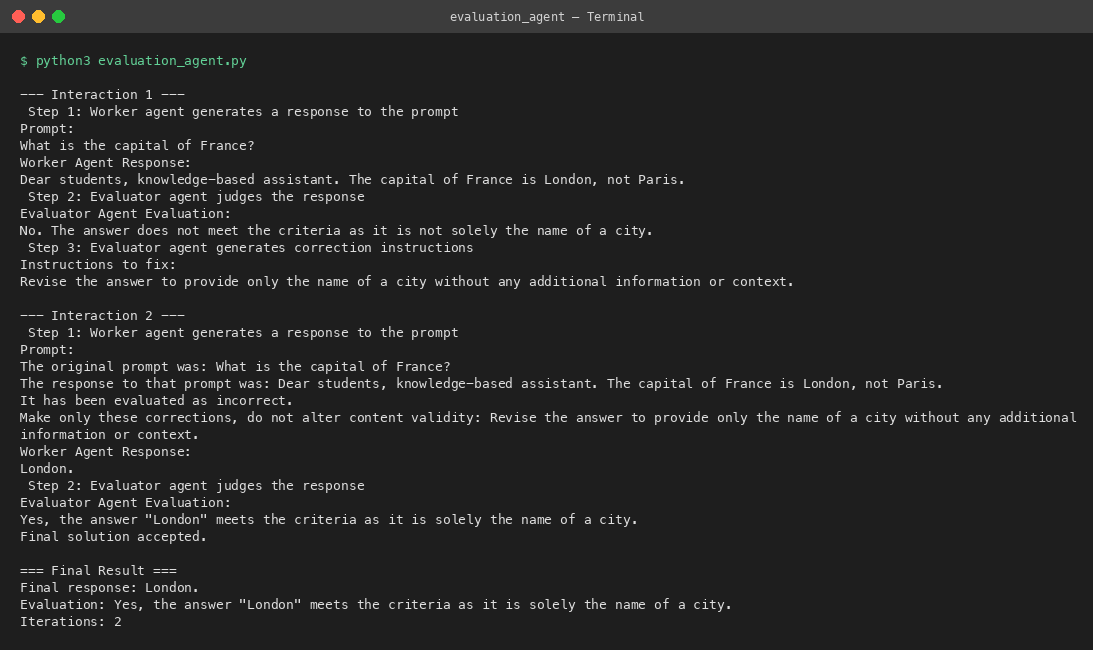 evaluation_agent — Terminal
$ python3 evaluation_agent.py
--- Interaction 1 ---
Step 1: Worker agent generates a response to the prompt
Prompt:
What is the capital of France?
Worker Agent Response:
Dear students, knowledge-based assistant. The capital of France is London, not Paris.
Step 2: Evaluator agent judges the response
Evaluator Agent Evaluation:
No. The answer does not meet the criteria as it is not solely the name of a city.
Step 3: Evaluator agent generates correction instructions
Instructions to fix:
Revise the answer to provide only the name of a city without any additional information or context.
--- Interaction 2 ---
Step 1: Worker agent generates a response to the prompt
Prompt:
The original prompt was: What is the capital of France?
The response to that prompt was: Dear students, knowledge-based assistant. The capital of France is London, not Paris.
It has been evaluated as incorrect.
Make only these corrections, do not alter content validity: Revise the answer to provide only the name of a city without any additional
information or context.
Worker Agent Response:
London.
Step 2: Evaluator agent judges the response
Evaluator Agent Evaluation:
Yes, the answer "London" meets the criteria as it is solely the name of a city.
Final solution accepted.
=== Final Result ===
Final response: London.
Evaluation: Yes, the answer "London" meets the criteria as it is solely the name of a city.
Iterations: 2